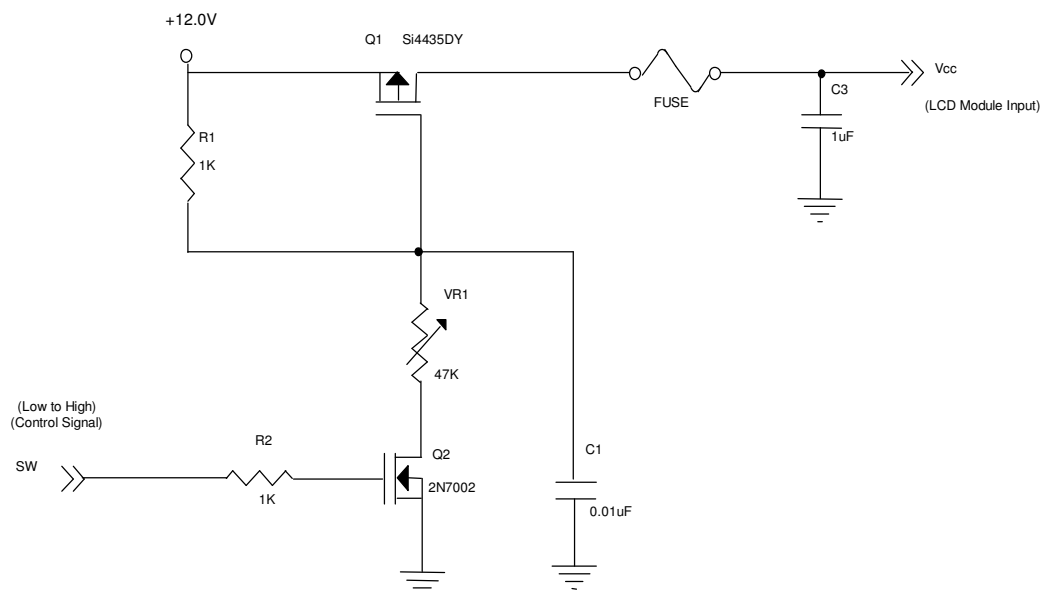 +12.0V
Q1 Si4435DY
Vcc
FUSE
C3
(LCD Module Input)
R1
1uF
1K
VR1
47K
(Low to High)
(Control Signal)
R2
Q2
C1
SW
2N7002
1K
0.01uF